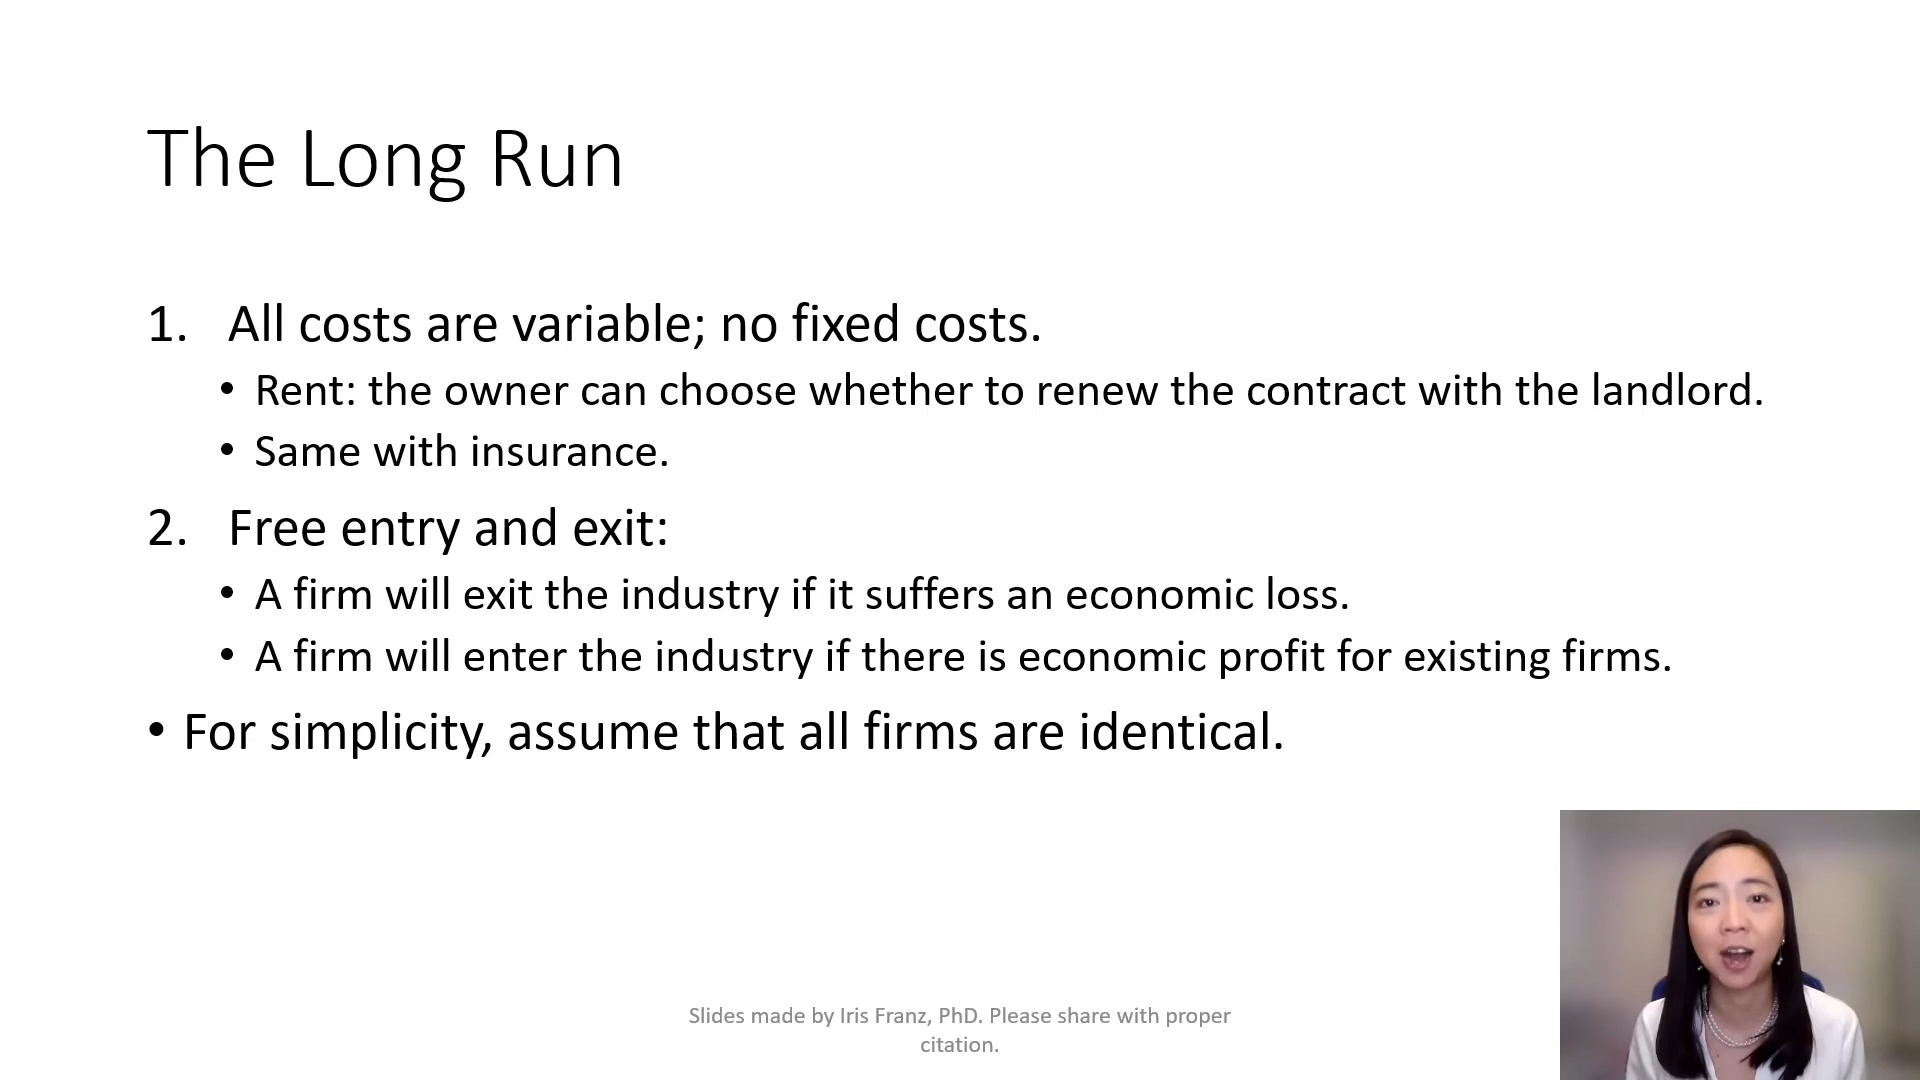 The Long Run
1. All costs are variable; no fixed costs.
• Rent: the owner can choose whether to renew the contract with the landlord.
• Same with insurance.
2. Free entry and exit:
• A firm will exit the industry if it suffers an economic loss.
• A firm will enter the industry if there is economic profit for existing firms.
• For simplicity, assume that all firms are identical.
Slides made by Iris Franz, PhD. Please share with proper
citation.